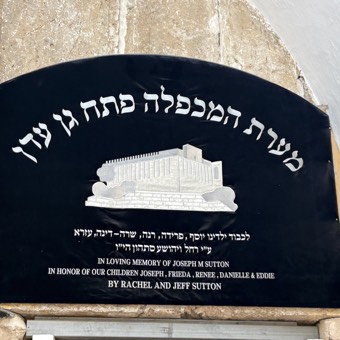 מערת המכפלה פתח גן עדן
לכבוד ילדינו יוסף, פרידה, רנה, שרה-דינה, עזרא
ע"י רחל ויהושע סתהון הי"ו
IN LOVING MEMORY OF JOSEPH M SUTTON
IN HONOR OF OUR CHILDREN JOSEPH, FRIEDA, RENEE, DANIELLE & EDDIE
BY RACHEL AND JEFF SUTTON